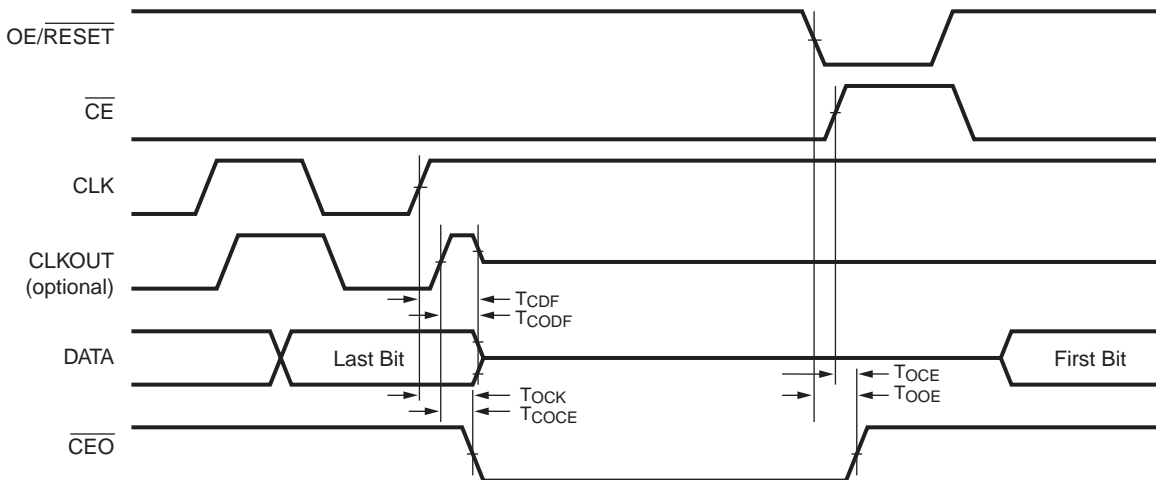 OE/RESET
CE
CLK
CLKOUT
(optional)
TCDF
TCODF
DATA
Last Bit
First Bit
TOCE
TOOE
TOCK
TCOCE
CEO